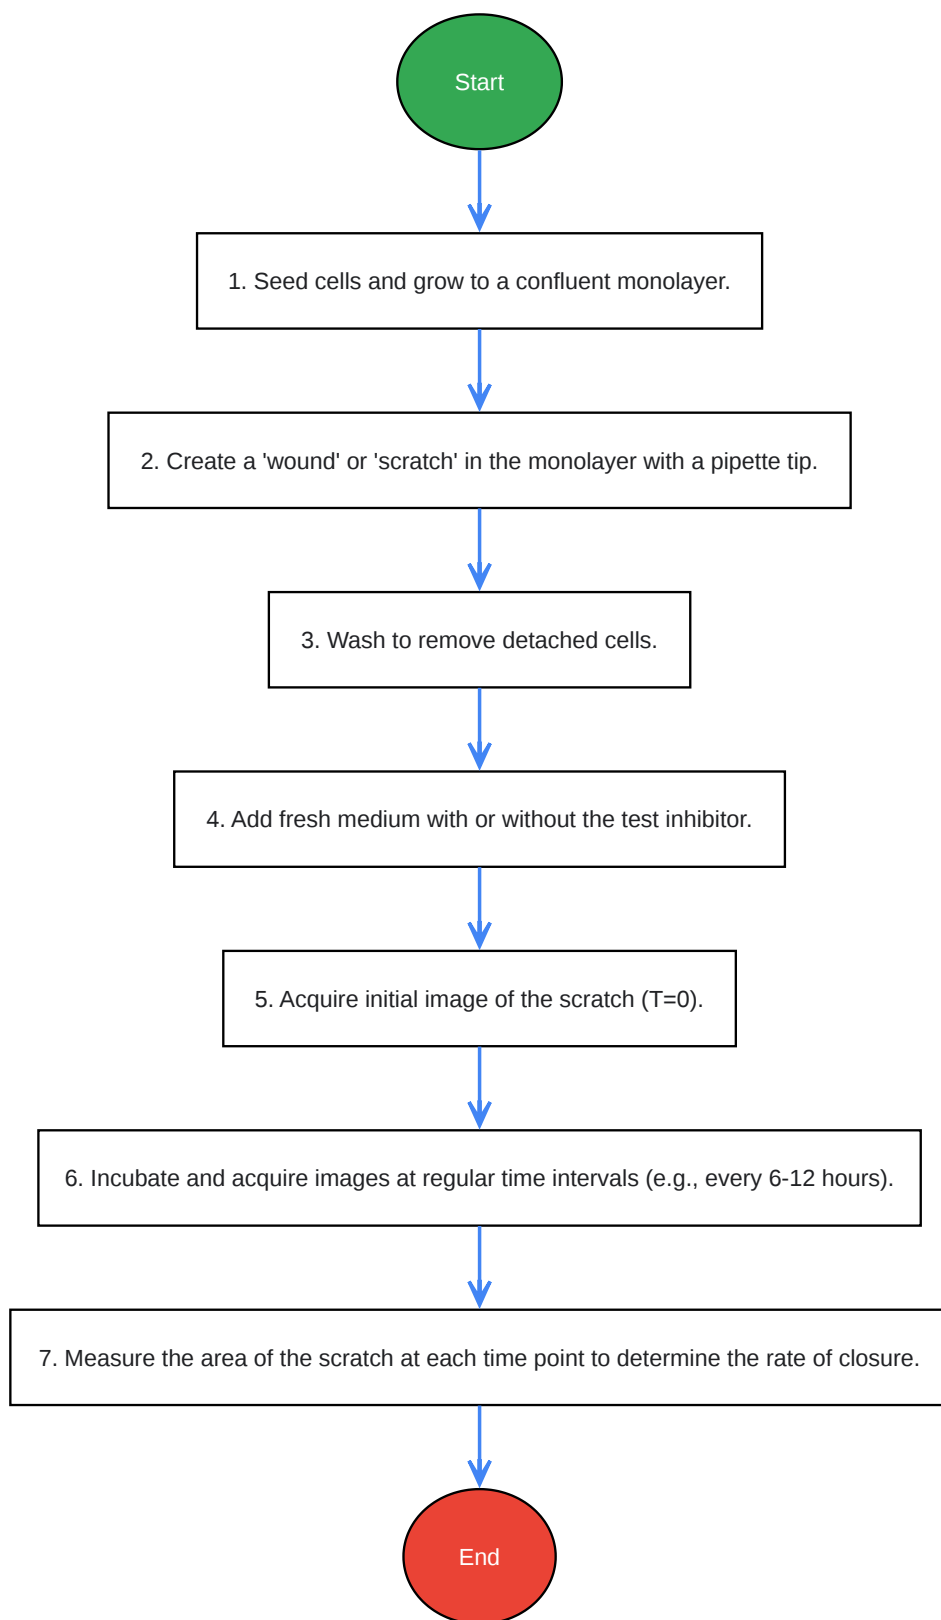 Start
1. Seed cells and grow to a confluent monolayer.
2. Create a 'wound' or 'scratch' in the monolayer with a pipette tip.
3. Wash to remove detached cells.
4. Add fresh medium with or without the test inhibitor.
5. Acquire initial image of the scratch (T=0).
6. Incubate and acquire images at regular time intervals (e.g., every 6-12 hours).
7. Measure the area of the scratch at each time point to determine the rate of closure.
End